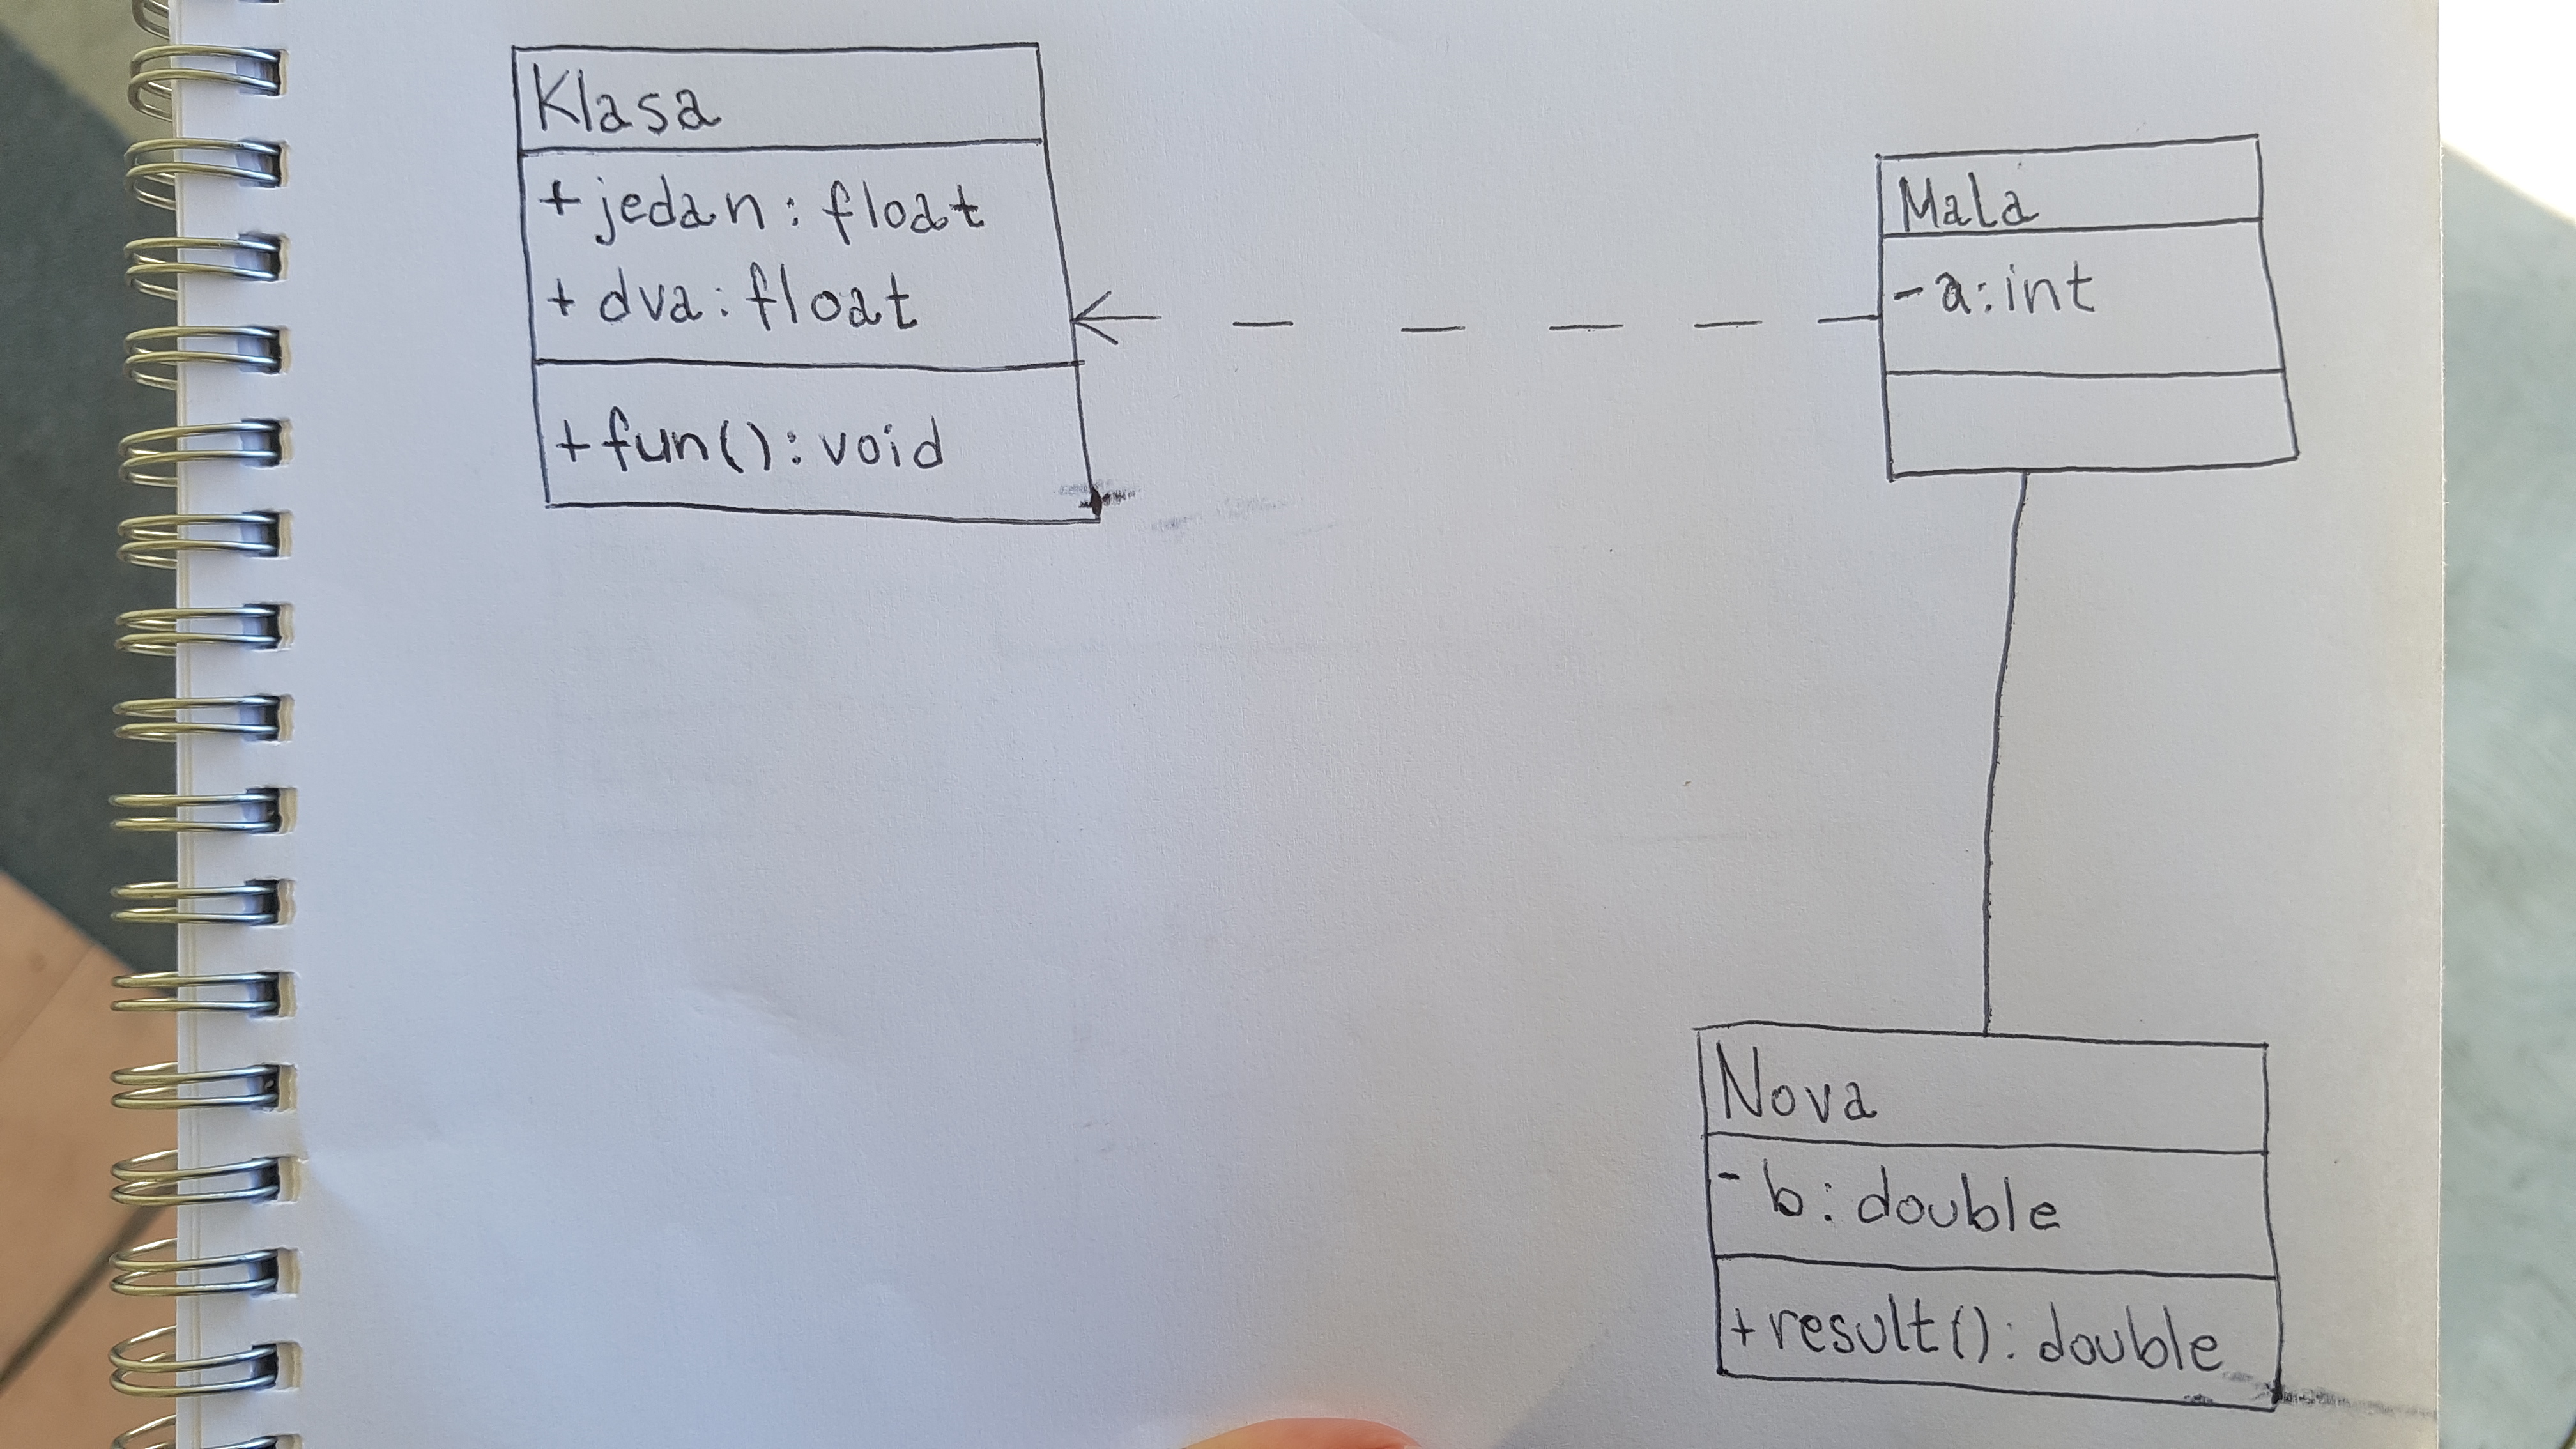 Klasa
+ jedan: float
+ dva: float
+ fun(): void
Mala
- a: int
Nova
- b: double
+ result(): double